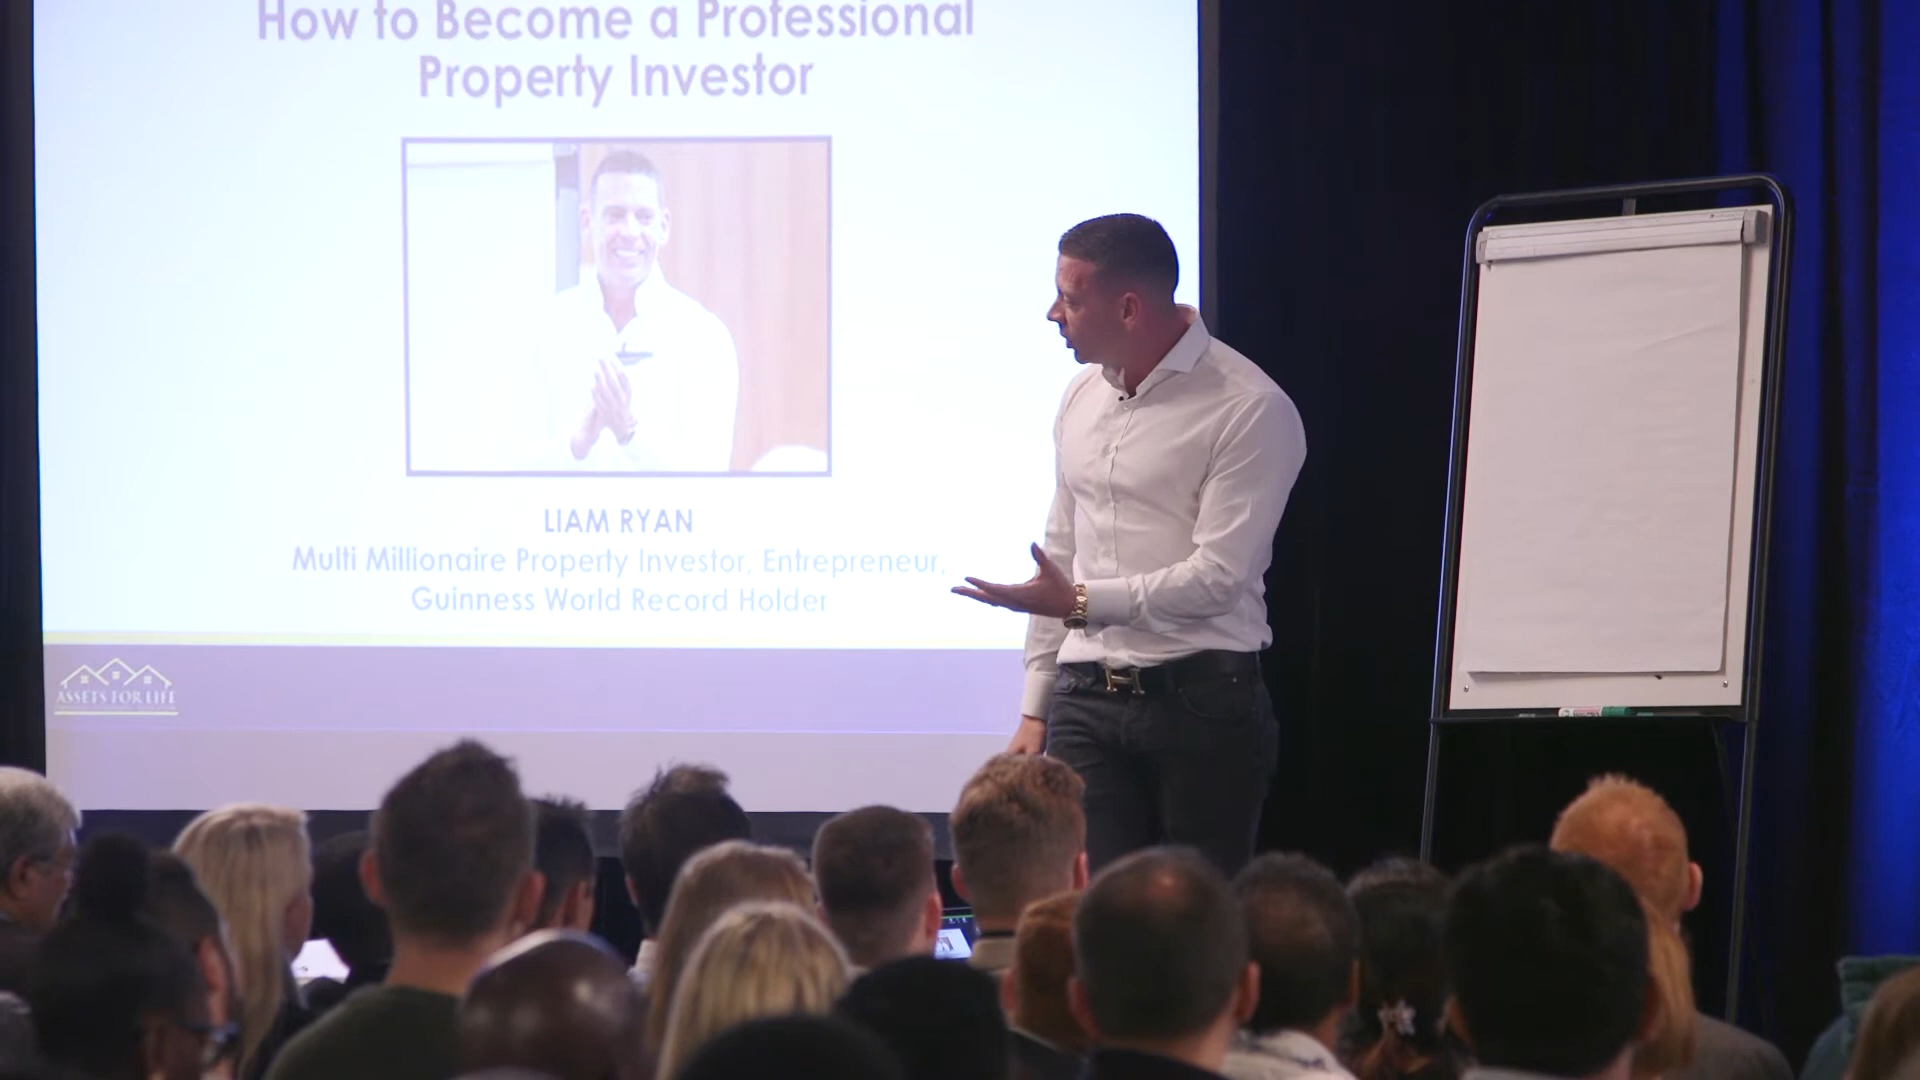 How to Become a Professional
Property Investor
LIAM RYAN
Multi Millionaire Property Investor, Entrepreneur,
Guinness World Record Holder
ASSETS FOR LIFE